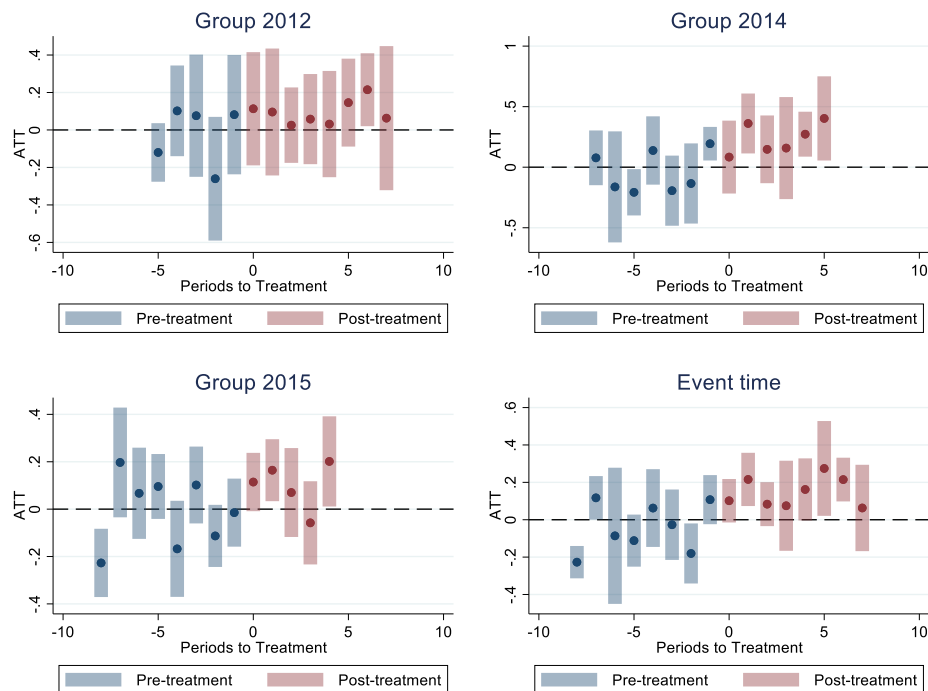 Group 2012
ATT
.4
.2
0
-.2
-.4
-.6
-10 -5 0 5 10
Periods to Treatment
Pre-treatment Post-treatment
Group 2014
ATT
1
.5
0
-.5
-10 -5 0 5 10
Periods to Treatment
Pre-treatment Post-treatment
Group 2015
ATT
.4
.2
0
-.2
-.4
-10 -5 0 5 10
Periods to Treatment
Pre-treatment Post-treatment
Event time
ATT
.6
.4
.2
0
-.2
-.4
-10 -5 0 5 10
Periods to Treatment
Pre-treatment Post-treatment